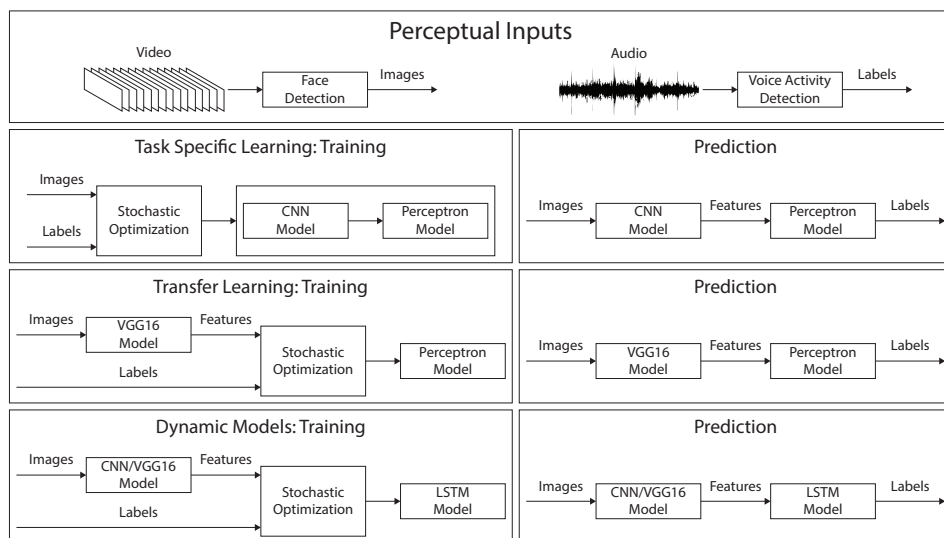 Perceptual Inputs
Video
Face
Detection
Images
Audio
Voice Activity
Detection
Labels
Task Specific Learning: Training
Images
Labels
Stochastic
Optimization
CNN
Model
Perceptron
Model
Prediction
Images
CNN
Model
Features
Perceptron
Model
Labels
Transfer Learning: Training
Images
VGG16
Model
Features
Labels
Stochastic
Optimization
Perceptron
Model
Prediction
Images
VGG16
Model
Features
Perceptron
Model
Labels
Dynamic Models: Training
Images
CNN/VGG16
Model
Features
Labels
Stochastic
Optimization
LSTM
Model
Prediction
Images
CNN/VGG16
Model
Features
LSTM
Model
Labels